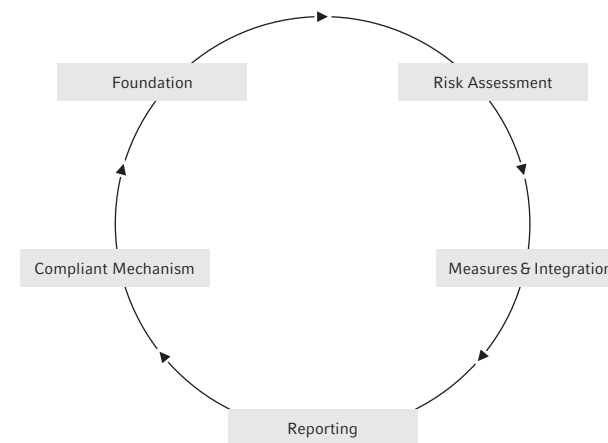 Foundation
Risk Assessment
Compliant Mechanism
Measures & Integration
Reporting